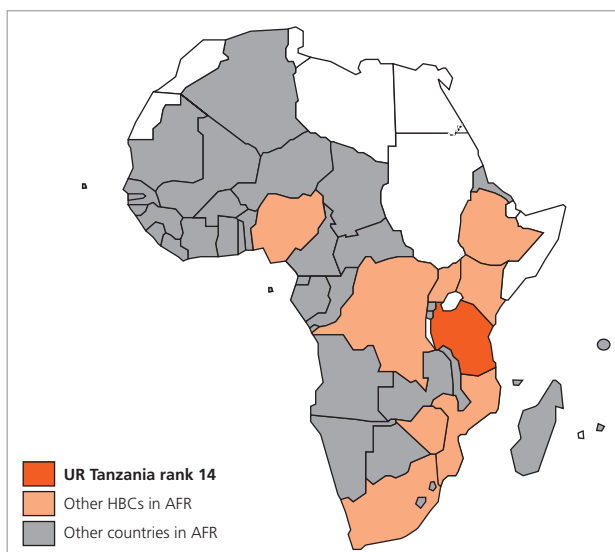 UR Tanzania rank 14
Other HBCs in AFR
Other countries in AFR